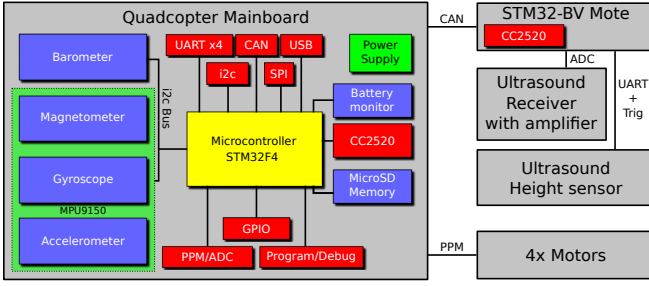 Quadcopter Mainboard
Barometer
Magnetometer
Gyroscope
MPU9150
Accelerometer
i2c Bus
UART x4
CAN
USB
i2c
SPI
Power
Supply
Microcontroller
STM32F4
Battery
monitor
CC2520
MicroSD
Memory
GPIO
PPM/ADC
Program/Debug
CAN
STM32-BV Mote
CC2520
ADC
Ultrasound
Receiver
with amplifier
UART
+
Trig
Ultrasound
Height sensor
PPM
4x Motors